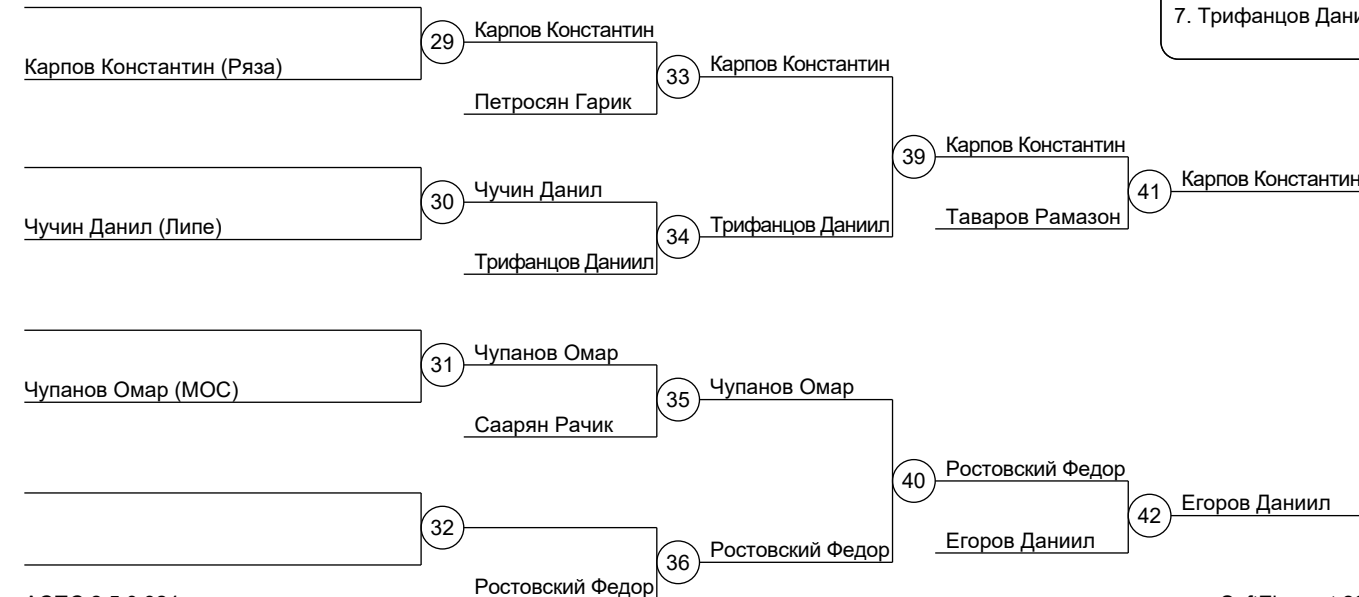 7. Трифанцов
29
Карпов Константин
Карпов Константин (Ряза)
33
Карпов Константин
Петросян Гарик
39
Карпов Константин
30
Чучин Данил
41
Карпов Константин
Чучин Данил (Липе)
34
Трифанцов Даниил
Таваров Рамазон
Трифанцов Даниил
31
Чупанов Омар
Чупанов Омар (МОС)
35
Чупанов Омар
Саарян Рачик
40
Ростовский Федор
32
42
Егоров Даниил
36
Ростовский Федор
Егоров Даниил
Ростовский Федор